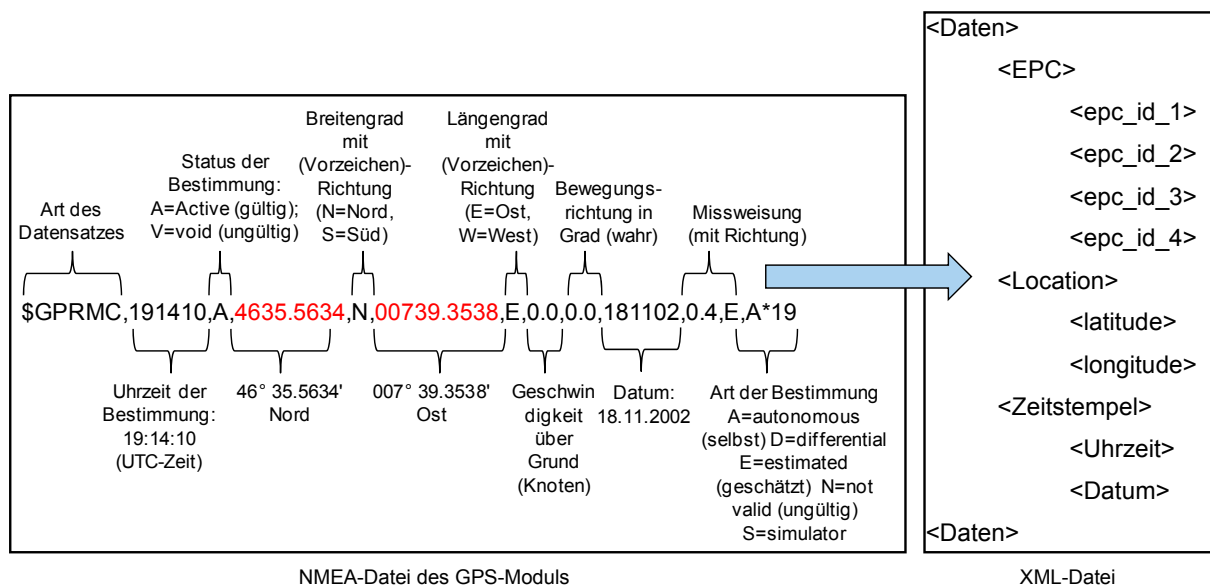 Art des
Datensatzes
Status der
Bestimmung:
A=Active (gültig);
V=void (ungültig)
Breitengrad
mit
(Vorzeichen)-
Richtung
(N=Nord,
S=Süd)
Längengrad
mit
(Vorzeichen)-
Richtung
(E=Ost,
W=West)
Bewegungs-
richtung in
Grad (wahr)
Missweisung
(mit Richtung)
$GPRMC,191410,A,4635.5634,N,00739.3538,E,0.0,0.0,181102,0.4,E,A*19
Uhrzeit der
Bestimmung:
19:14:10
(UTC-Zeit)
46° 35.5634'
Nord
007° 39.3538'
Ost
Geschwin
digkeit
über
Grund
(Knoten)
Datum:
18.11.2002
Art der Bestimmung
A=autonomous
(selbst) D=differential
E=estimated
(geschätzt) N=not
valid (ungültig)
S=simulator
NMEA-Datei des GPS-Moduls
<Daten>
<EPC>
<epc_id_1>
<epc_id_2>
<epc_id_3>
<epc_id_4>
<Location>
<latitude>
<longitude>
<Zeitstempel>
<Uhrzeit>
<Datum>
<Daten>
XML-Datei